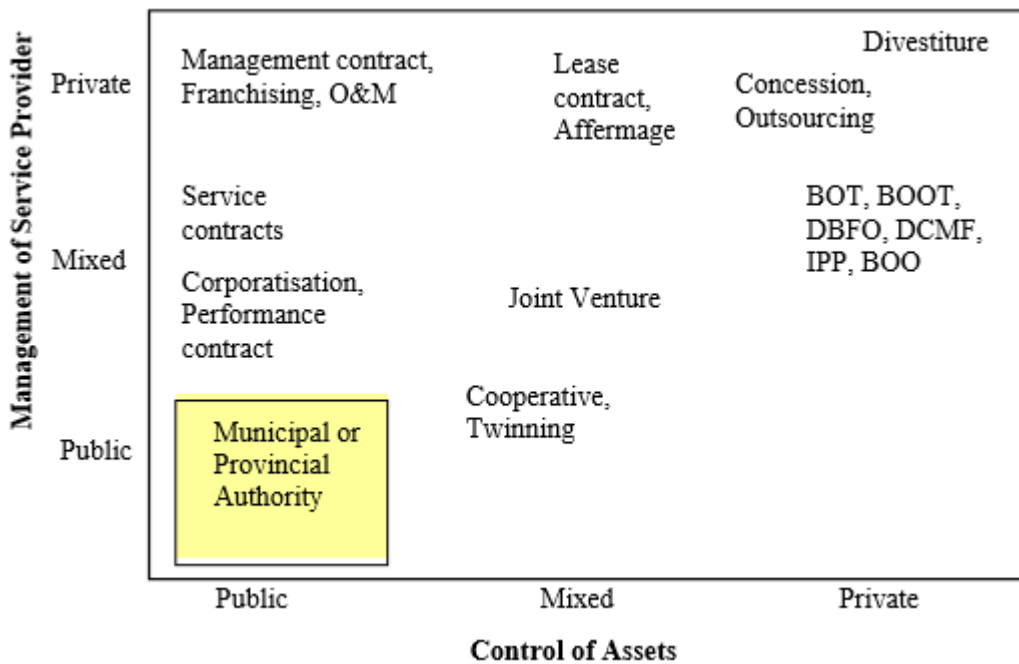 Management of Service Provider
Private
Mixed
Public
Management contract,
Franchising, O&M
Lease
contract,
Affermage
Divestiture
Concession,
Outsourcing
Service
contracts
BOT, BOOT,
DBFO, DCMF,
IPP, BOO
Corporatisation,
Performance
contract
Joint Venture
Cooperative,
Twinning
Municipal or
Provincial
Authority
Public
Mixed
Private
Control of Assets